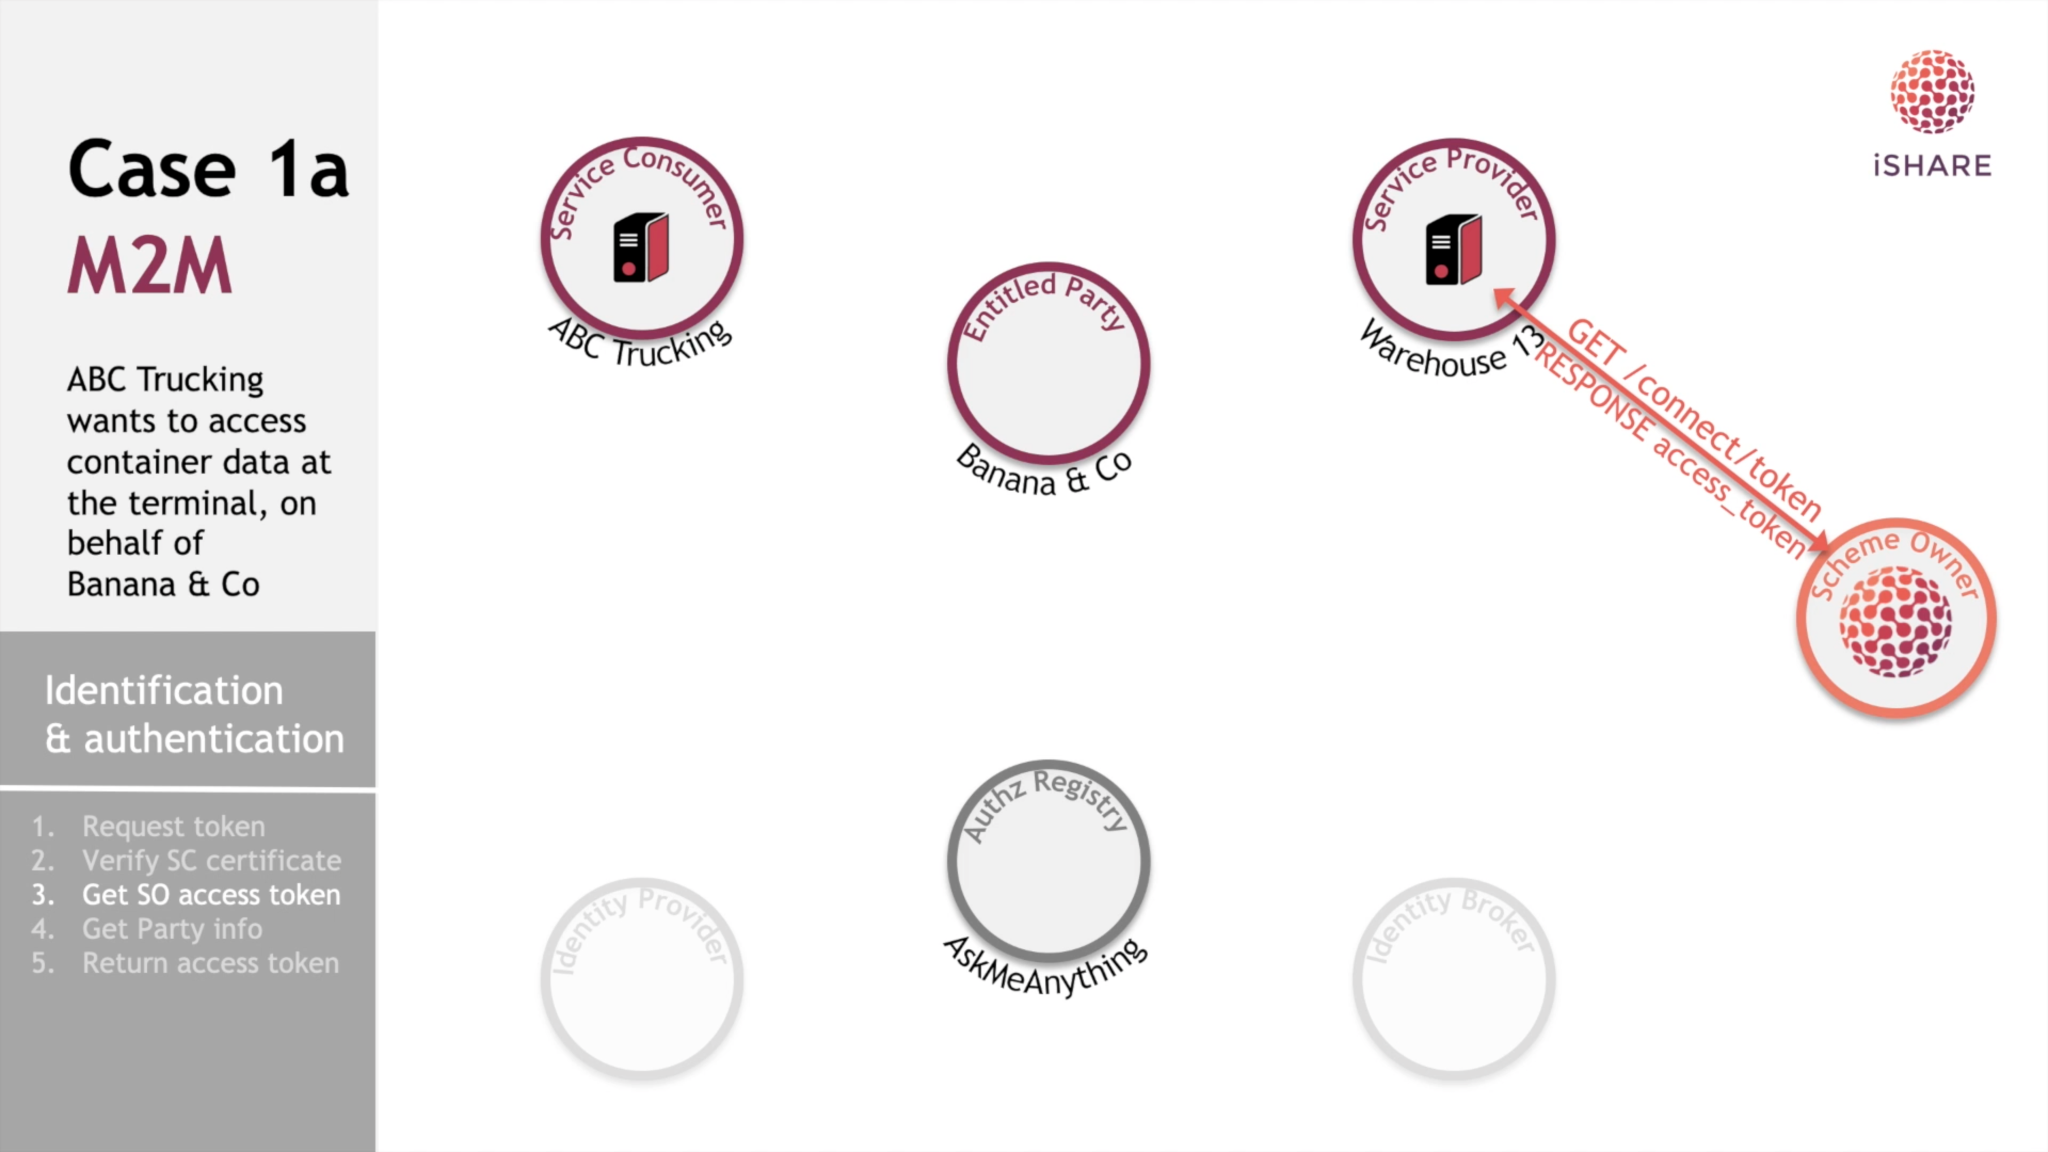 Case 1a
M2M
ABC Trucking
wants to access
container data at
the terminal, on
behalf of
Banana & Co
Identification
& authentication
1. Request token
2. Verify SC certificate
3. Get SO access token
4. Get Party info
5. Return access token
Service Consumer
ABC Trucking
Entitled Party
Banana & Co
Service Provider
Warehouse 13
GET /connect/token
RESPONSE access_token
iSHARE
Scheme Owner
Authz Registry
AskMeAnything
Identity Provider
Identity Broker